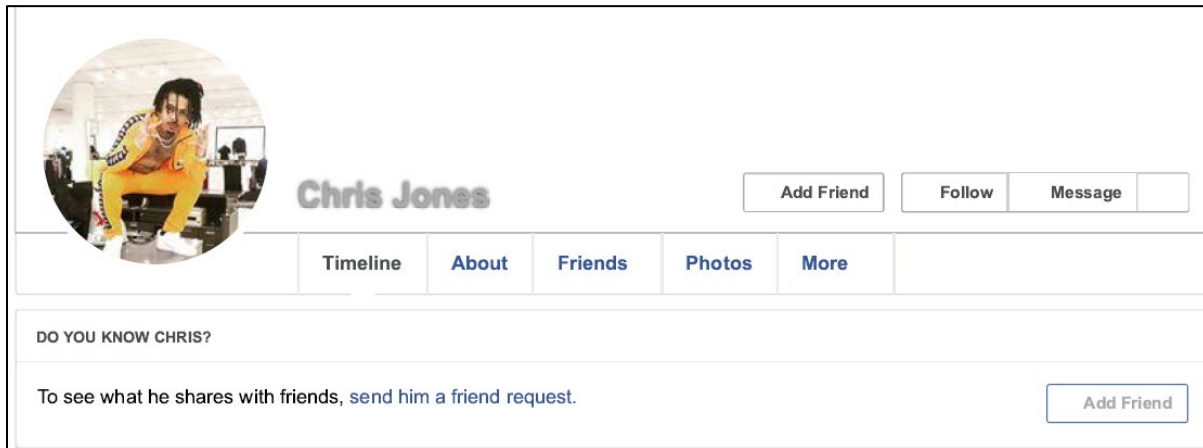 Chris Jones
Add Friend
Follow
Message
Timeline
About
Friends
Photos
More
DO YOU KNOW CHRIS?
To see what he shares with friends, send him a friend request.
Add Friend